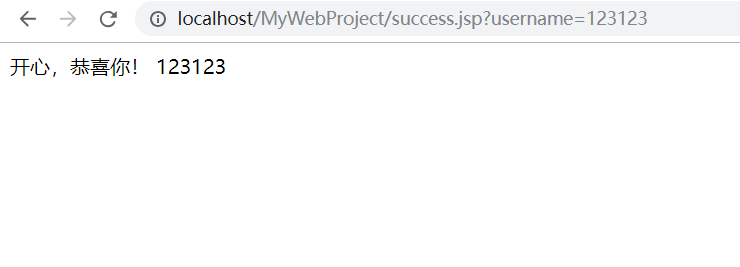 localhost/MyWebProject/success.jsp?username=123123
开心，恭喜你！ 123123